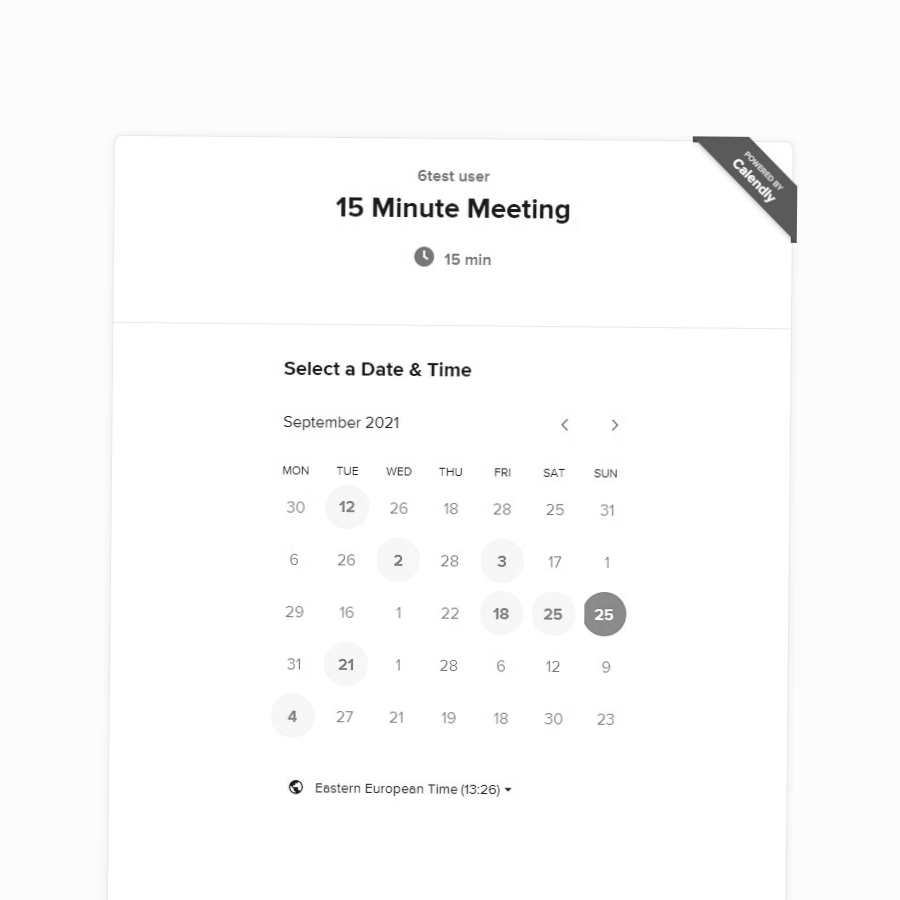 POWERED BY
Calendly
6test user
15 Minute Meeting
15 min
Select a Date & Time
September 2021
MON TUE WED THU FRI SAT SUN
30 12 26 18 28 25 31
6 26 2 28 3 17 1
29 16 1 22 18 25 25
31 21 1 28 6 12 9
4 27 21 19 18 30 23
Eastern European Time (13:26)